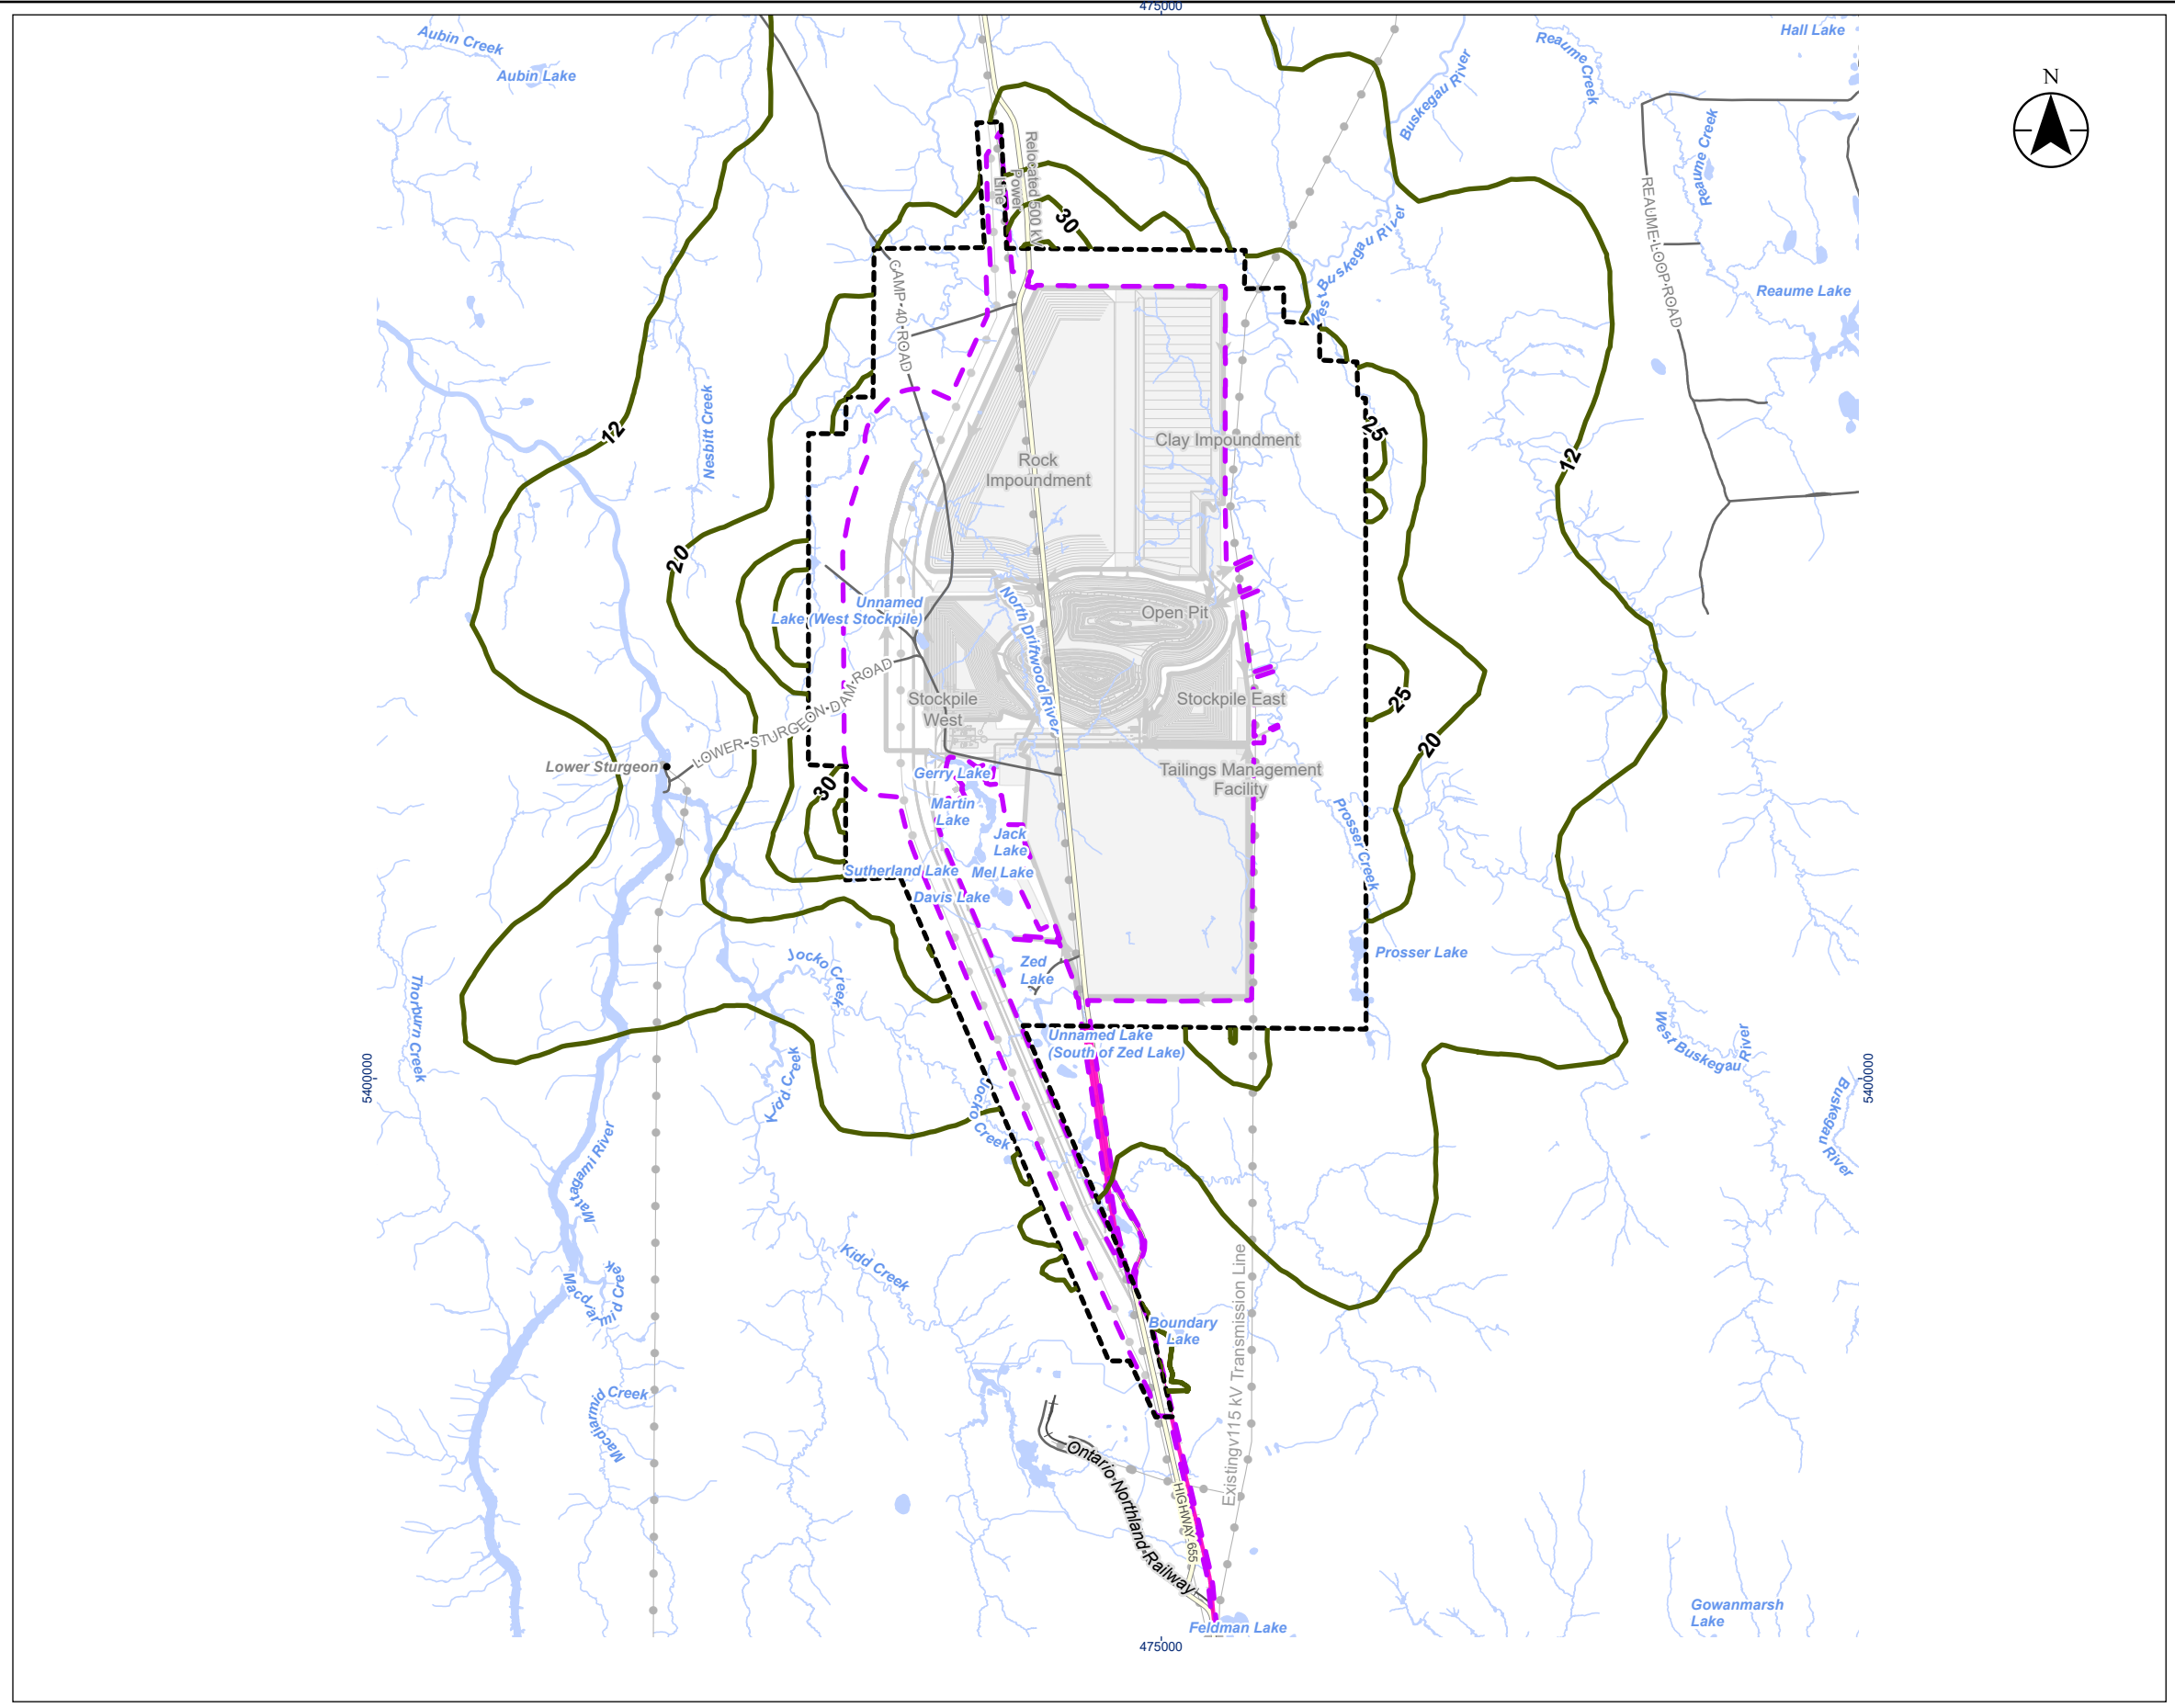 475000
Aubin Creek
Aubin Lake
Reaume Creek
Hall Lake
N
Buskegau River
Reaume Creek
Relocated 500 kV
Power
Line
30
REAUME-LOOP-ROAD
West Buskegau River
Reaume Lake
CAMP-40-ROAD
Nesbitt Creek
12
25
12
Clay Impoundment
Rock
Impoundment
20
Unnamed
Lake (West Stockpile)
North Driftwood River
Open Pit
LOWER-STURGEON-DAM-ROAD
Stockpile
West
Stockpile East
25
20
Lower Sturgeon
30
Gerry Lake
Tailings Management
Facility
Martin
Lake
Jack
Lake
Prosser Creek
Sutherland Lake
Mel Lake
Davis Lake
Jocko Creek
Zed
Lake
Prosser Lake
Thorburn Creek
Unnamed Lake
(South of Zed Lake)
West Buskegau River
5400000
5400000
Kidd Creek
Jocko Creek
Buskegau River
Mattagami River
Kidd Creek
Macdiarmid Creek
Existingv115 kV Transmission Line
Boundary
Lake
Macdiarmid Creek
Ontario-Northland-Railway
HIGHWAY 655
Gowanmarsh
Lake
Feldman Lake
475000